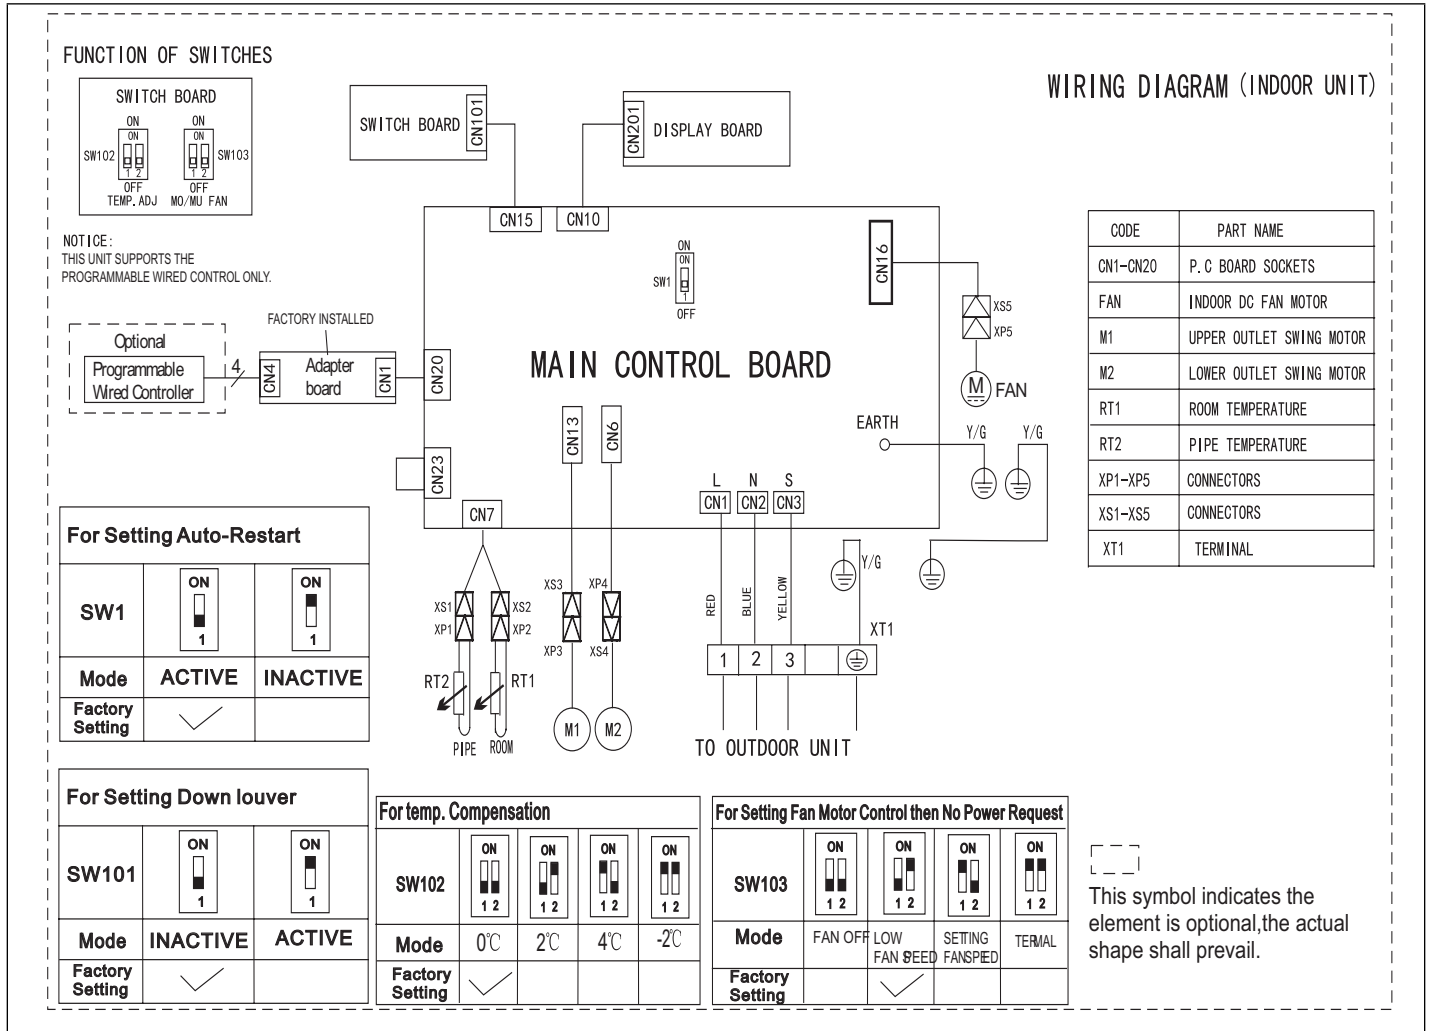 FUNCTION OF SWITCHES
SWITCH BOARD
ON ON
ON ON
SW102 SW103
1 2 1 2
OFF OFF
TEMP. ADJ MO/MU FAN
NOTICE:
THIS UNIT SUPPORTS THE
PROGRAMMABLE WIRED CONTROL ONLY.
WIRING DIAGRAM (INDOOR UNIT)
SWITCH BOARD CN101
CN201 DISPLAY BOARD
CN15 CN10
ON
ON
SW1
1
OFF
CN16
XS5
XP5
M FAN
FACTORY INSTALLED
Optional
Programmable
Wired Controller
4
CN4 Adapter
board CN1
CN20
CN23
MAIN CONTROL BOARD
CN13 CN6
EARTH
Y/G Y/G
L N S
CN7 CN1 CN2 CN3
Y/G
RED BLUE YELLOW
XS1 XS2 XS3 XP4
XP1 XP2 XP3 XS4
RT2 RT1
PIPE ROOM
M1 M2
XT1
1 2 3
TO OUTDOOR UNIT
CODE PART NAME
CN1-CN20 P.C BOARD SOCKETS
FAN INDOOR DC FAN MOTOR
M1 UPPER OUTLET SWING MOTOR
M2 LOWER OUTLET SWING MOTOR
RT1 ROOM TEMPERATURE
RT2 PIPE TEMPERATURE
XP1-XP5 CONNECTORS
XS1-XS5 CONNECTORS
XT1 TERMINAL
For Setting Auto-Restart
SW1 ON 1 ON 1
Mode ACTIVE INACTIVE
Factory
Setting
For Setting Down louver
SW101 ON 1 ON 1
Mode INACTIVE ACTIVE
Factory
Setting
For temp. Compensation
SW102 ON 1 2 ON 1 2 ON 1 2 ON 1 2
Mode 0℃ 2℃ 4℃ -2℃
Factory
Setting
For Setting Fan Motor Control then No Power Request
SW103 ON 1 2 ON 1 2 ON 1 2 ON 1 2
Mode FAN OFF LOW FAN SPEED SETTING FANSPEED TERMAL
Factory
Setting
This symbol indicates the
element is optional,the actual
shape shall prevail.